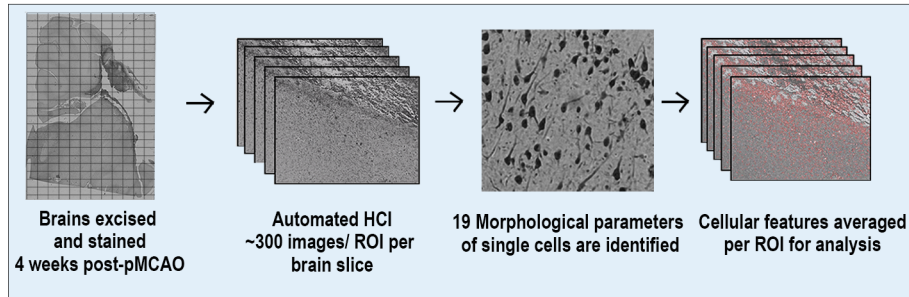 Brains excised
and stained
4 weeks post-pMCAO
Automated HCI
~300 images/ ROI per
brain slice
19 Morphological parameters
of single cells are identified
Cellular features averaged
per ROI for analysis